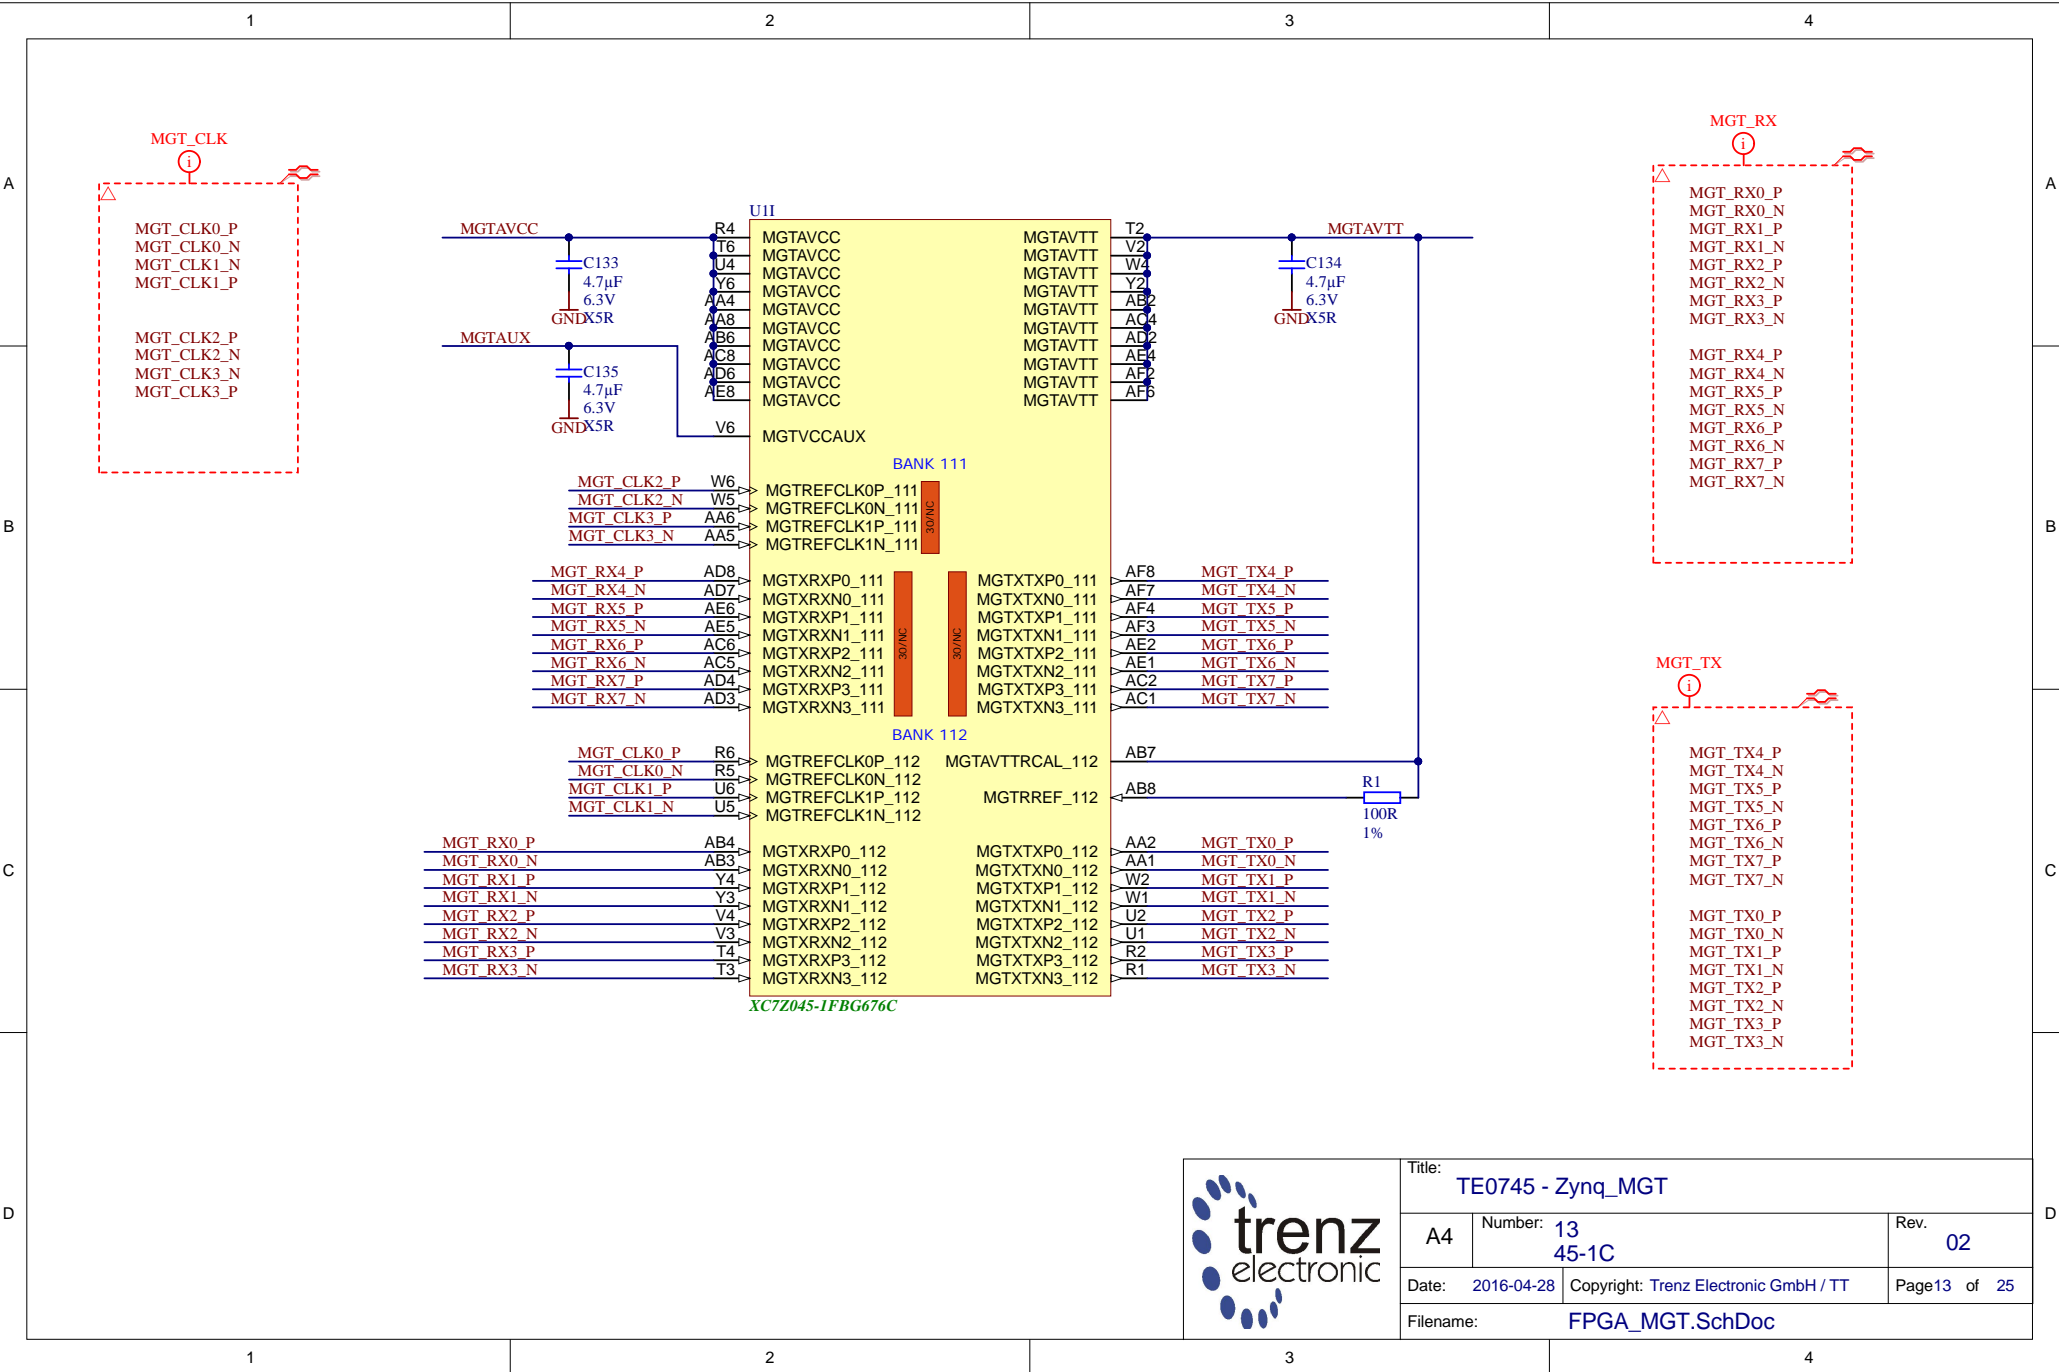 1 2 3 4
A A
B B
C C
D D
MGT_CLK
i
MGT_CLK0_P
MGT_CLK0_N
MGT_CLK1_N
MGT_CLK1_P
MGT_CLK2_P
MGT_CLK2_N
MGT_CLK3_N
MGT_CLK3_P
U1I
MGTAVCC R4 MGTAVCC MGTAVTT T2 MGTAVTT
T6 MGTAVCC MGTAVTT V2
U4 MGTAVCC MGTAVTT W4
Y6 MGTAVCC MGTAVTT Y2
AA4 MGTAVCC MGTAVTT AB2
AA8 MGTAVCC MGTAVTT AC4
AB6 MGTAVCC MGTAVTT AD2
AC8 MGTAVCC MGTAVTT AE4
AD6 MGTAVCC MGTAVTT AF2
AE8 MGTAVCC MGTAVTT AF6
C133
4.7µF
6.3V
GND X5R
C134
4.7µF
6.3V
GND X5R
MGTAUX V6 MGTVCCAUX
C135
4.7µF
6.3V
GND X5R
BANK 111
MGT_CLK2_P W6 MGTREFCLK0P_111
MGT_CLK2_N W5 MGTREFCLK0N_111
MGT_CLK3_P AA6 MGTREFCLK1P_111
MGT_CLK3_N AA5 MGTREFCLK1N_111
30/NC
MGT_RX4_P AD8 MGTXRXP0_111 MGTXTXP0_111 AF8 MGT_TX4_P
MGT_RX4_N AD7 MGTXRXN0_111 MGTXTXN0_111 AF7 MGT_TX4_N
MGT_RX5_P AE6 MGTXRXP1_111 MGTXTXP1_111 AF4 MGT_TX5_P
MGT_RX5_N AE5 MGTXRXN1_111 MGTXTXN1_111 AF3 MGT_TX5_N
MGT_RX6_P AC6 MGTXRXP2_111 MGTXTXP2_111 AE2 MGT_TX6_P
MGT_RX6_N AC5 MGTXRXN2_111 MGTXTXN2_111 AE1 MGT_TX6_N
MGT_RX7_P AD4 MGTXRXP3_111 MGTXTXP3_111 AC2 MGT_TX7_P
MGT_RX7_N AD3 MGTXRXN3_111 MGTXTXN3_111 AC1 MGT_TX7_N
30/NC 30/NC
BANK 112
MGT_CLK0_P R6 MGTREFCLK0P_112 MGTAVTTRCAL_112 AB7
MGT_CLK0_N R5 MGTREFCLK0N_112
MGT_CLK1_P U6 MGTREFCLK1P_112 MGTRREF_112 AB8
MGT_CLK1_N U5 MGTREFCLK1N_112
R1
100R
1%
MGT_RX0_P AB4 MGTXRXP0_112 MGTXTXP0_112 AA2 MGT_TX0_P
MGT_RX0_N AB3 MGTXRXN0_112 MGTXTXN0_112 AA1 MGT_TX0_N
MGT_RX1_P Y4 MGTXRXP1_112 MGTXTXP1_112 W2 MGT_TX1_P
MGT_RX1_N Y3 MGTXRXN1_112 MGTXTXN1_112 W1 MGT_TX1_N
MGT_RX2_P V4 MGTXRXP2_112 MGTXTXP2_112 U2 MGT_TX2_P
MGT_RX2_N V3 MGTXRXN2_112 MGTXTXN2_112 U1 MGT_TX2_N
MGT_RX3_P T4 MGTXRXP3_112 MGTXTXP3_112 R2 MGT_TX3_P
MGT_RX3_N T3 MGTXRXN3_112 MGTXTXN3_112 R1 MGT_TX3_N
XC7Z045-1FBG676C
MGT_RX
i
MGT_RX0_P
MGT_RX0_N
MGT_RX1_P
MGT_RX1_N
MGT_RX2_P
MGT_RX2_N
MGT_RX3_P
MGT_RX3_N
MGT_RX4_P
MGT_RX4_N
MGT_RX5_P
MGT_RX5_N
MGT_RX6_P
MGT_RX6_N
MGT_RX7_P
MGT_RX7_N
MGT_TX
i
MGT_TX4_P
MGT_TX4_N
MGT_TX5_P
MGT_TX5_N
MGT_TX6_P
MGT_TX6_N
MGT_TX7_P
MGT_TX7_N
MGT_TX0_P
MGT_TX0_N
MGT_TX1_P
MGT_TX1_N
MGT_TX2_P
MGT_TX2_N
MGT_TX3_P
MGT_TX3_N
trenz
electronic
Title:
TE0745 - Zynq_MGT
A4 Number: 13
45-1C
Rev.
02
Date: 2016-04-28 Copyright: Trenz Electronic GmbH / TT Page13 of 25
Filename: FPGA_MGT.SchDoc
1 2 3 4